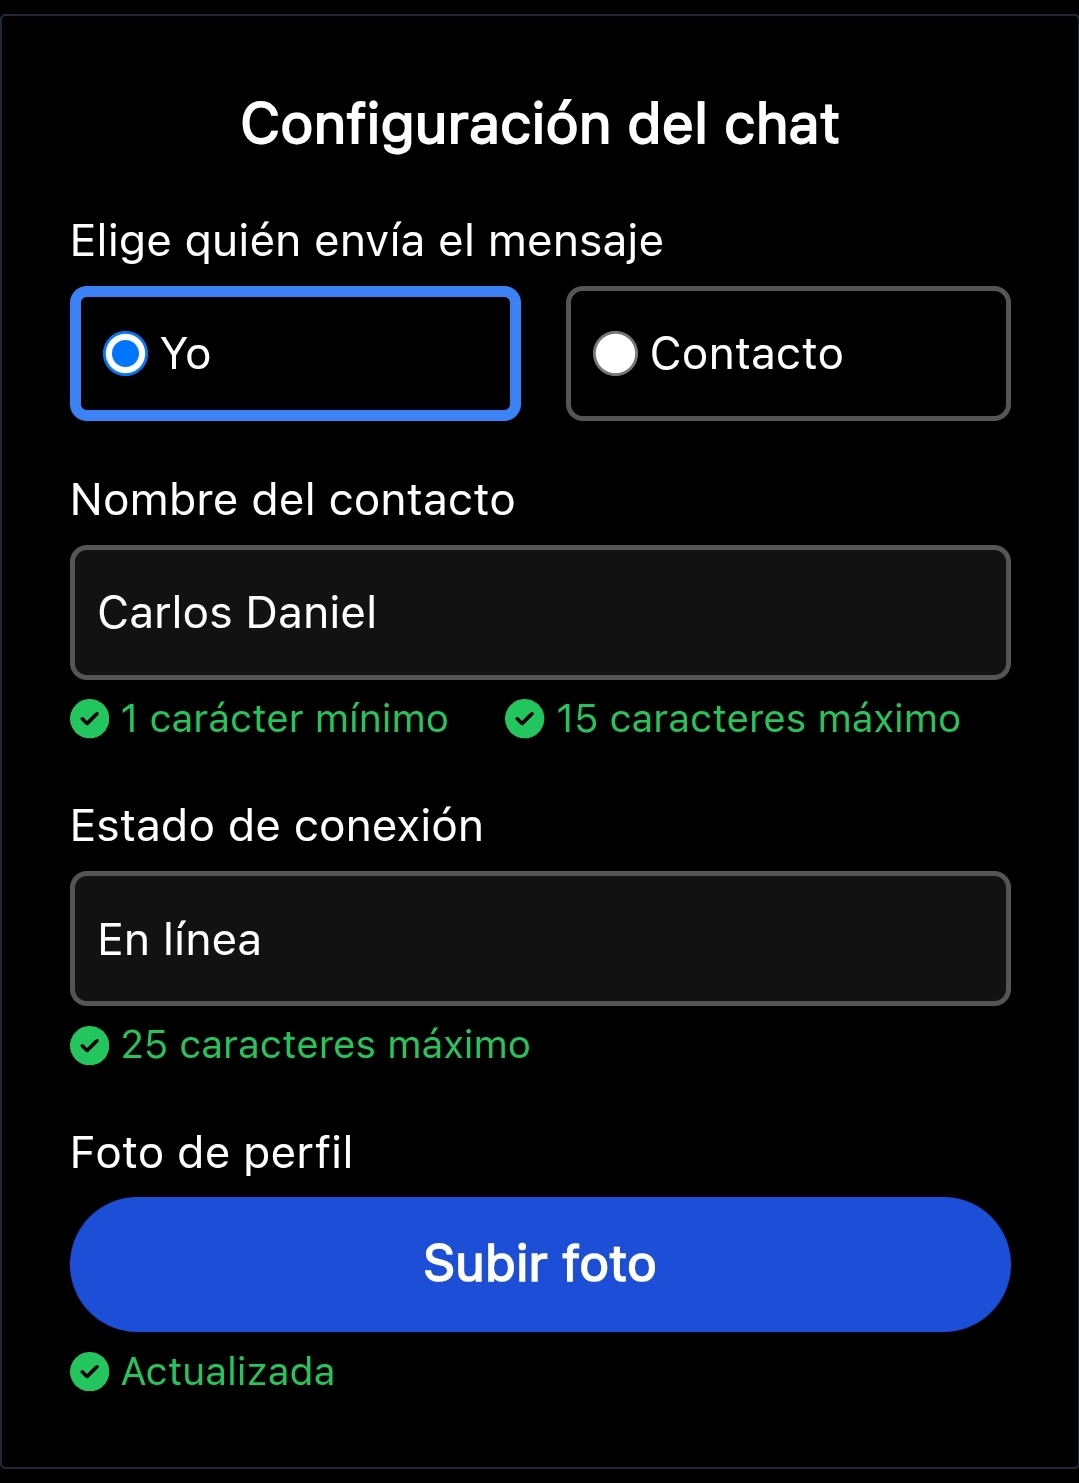 Configuración del chat
Elige quién envía el mensaje
Yo
Contacto
Nombre del contacto
Carlos Daniel
1 carácter mínimo
15 caracteres máximo
Estado de conexión
En línea
25 caracteres máximo
Foto de perfil
Subir foto
Actualizada